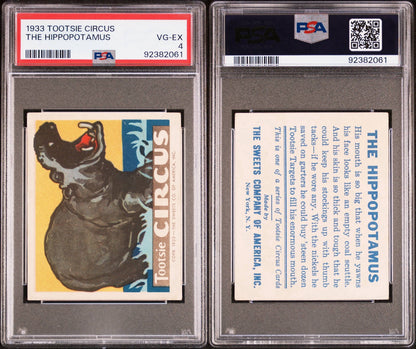 1933 TOOTSIE CIRCUS
THE HIPPOPOTAMUS
VG-EX
4
PSA
92382061
Tootsie CIRCUS
PSA
92382061
THE HIPPOPOTAMUS
His mouth is so big that when he yawns
his face looks like an empty coal scuttle.
And his skin is so thick and tough that he
could keep his stockings up with thumb
tacks—if he wore any. With the nickels he
saved on garters he could buy 'steen dozen
Tootsie Targets to fill his enormous mouth.
This is one of a series of Tootsie Circus Cards
Made by
THE SWEETS COMPANY OF AMERICA, INC.
New York, N. Y.